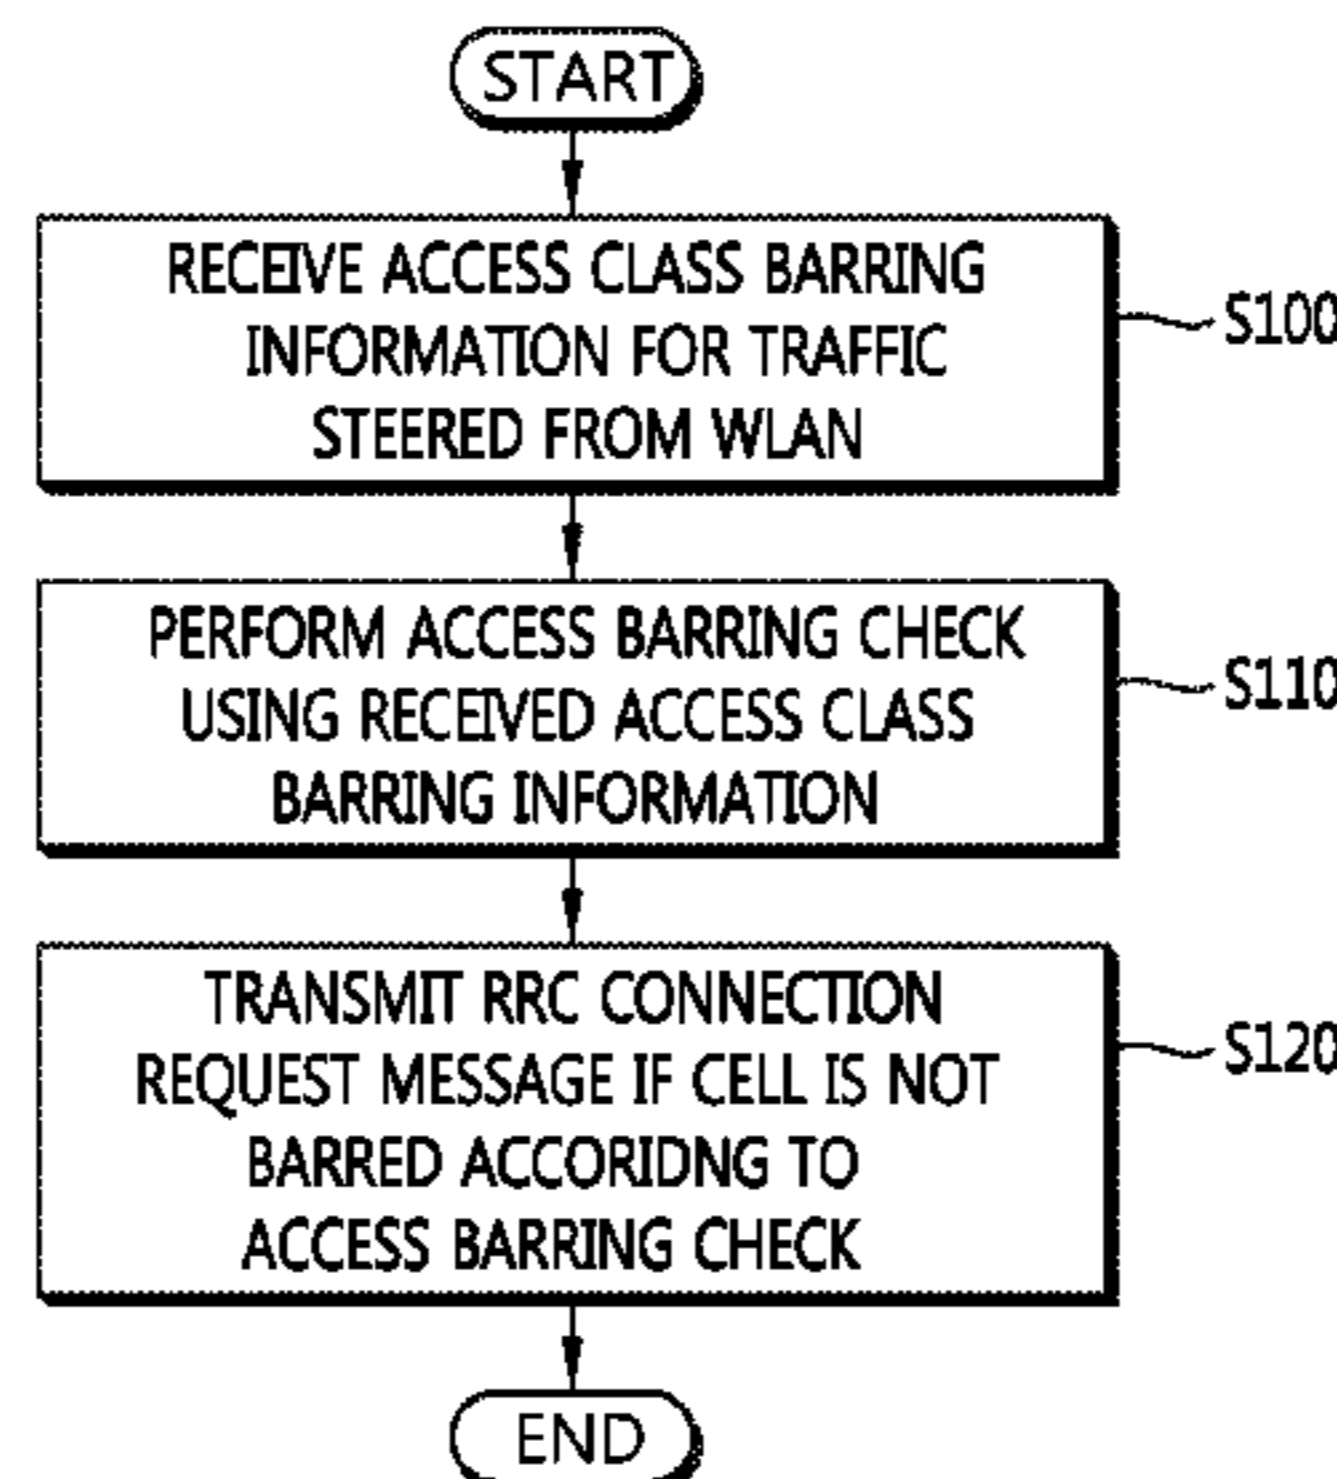 START
RECEIVE ACCESS CLASS BARRING
INFORMATION FOR TRAFFIC
STEERED FROM WLAN
S100
PERFORM ACCESS BARRING CHECK
USING RECEIVED ACCESS CLASS
BARRING INFORMATION
S110
TRANSMIT RRC CONNECTION
REQUEST MESSAGE IF CELL IS NOT
BARRED ACCORIDNG TO
ACCESS BARRING CHECK
S120
END